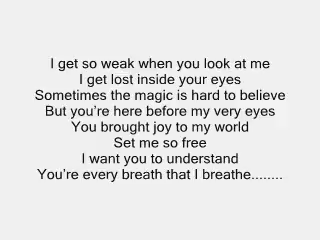 I get so weak when you look at me
I get lost inside your eyes
Sometimes the magic is hard to believe
But you're here before my very eyes
You brought joy to my world
Set me so free
I want you to understand
You're every breath that I breathe........